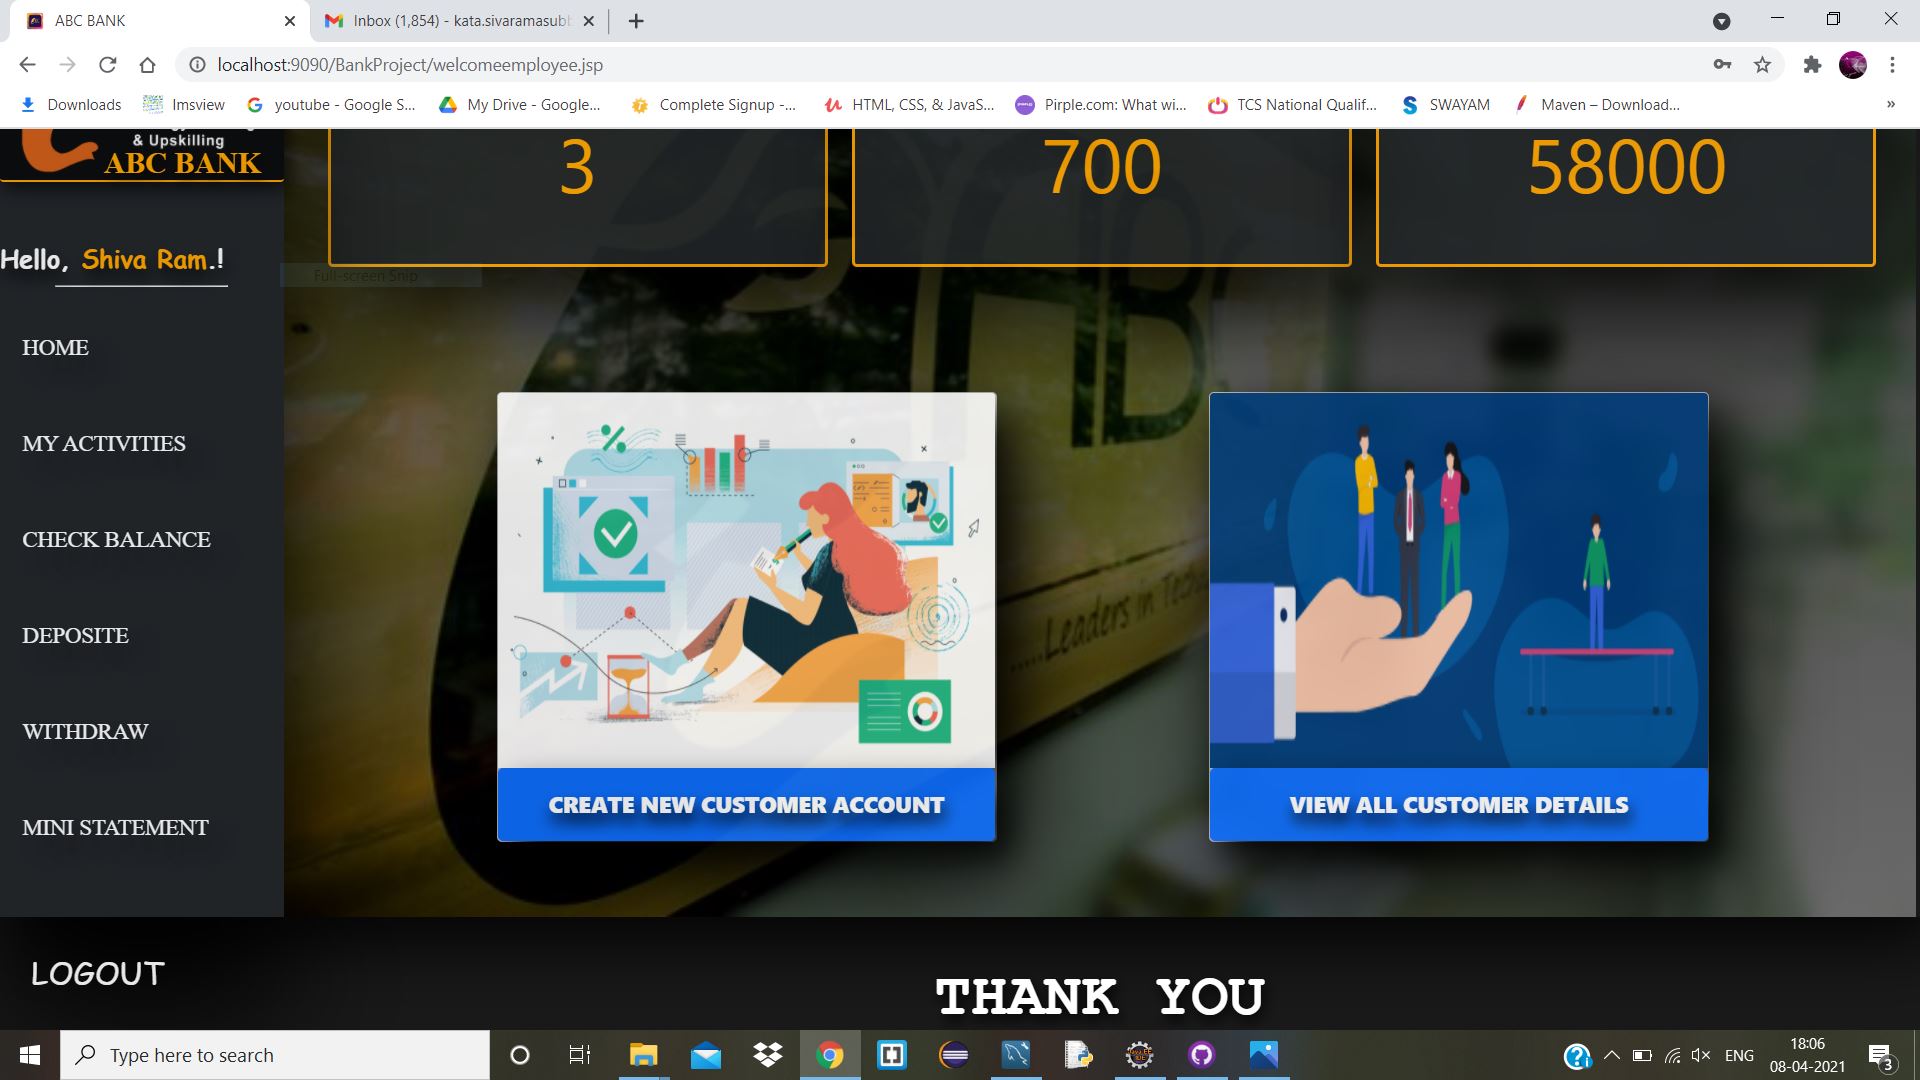 ABC BANK
Inbox (1,854) - kata.sivaramasubb
localhost:9090/BankProject/welcomeemployee.jsp
Downloads
Imsview
youtube - Google S...
My Drive - Google...
Complete Signup -...
HTML, CSS, & JavaS...
Pirple.com: What wi...
TCS National Qualif...
SWAYAM
Maven – Download...
»
& Upskilling
ABC BANK
3
700
58000
Hello, Shiva Ram.!
Full-screen Snip
HOME
MY ACTIVITIES
CHECK BALANCE
DEPOSITE
WITHDRAW
MINI STATEMENT
LOGOUT
ABC
.....Leaders in Tech
CREATE NEW CUSTOMER ACCOUNT
VIEW ALL CUSTOMER DETAILS
THANK YOU
Type here to search
ENG
18:06
08-04-2021
3